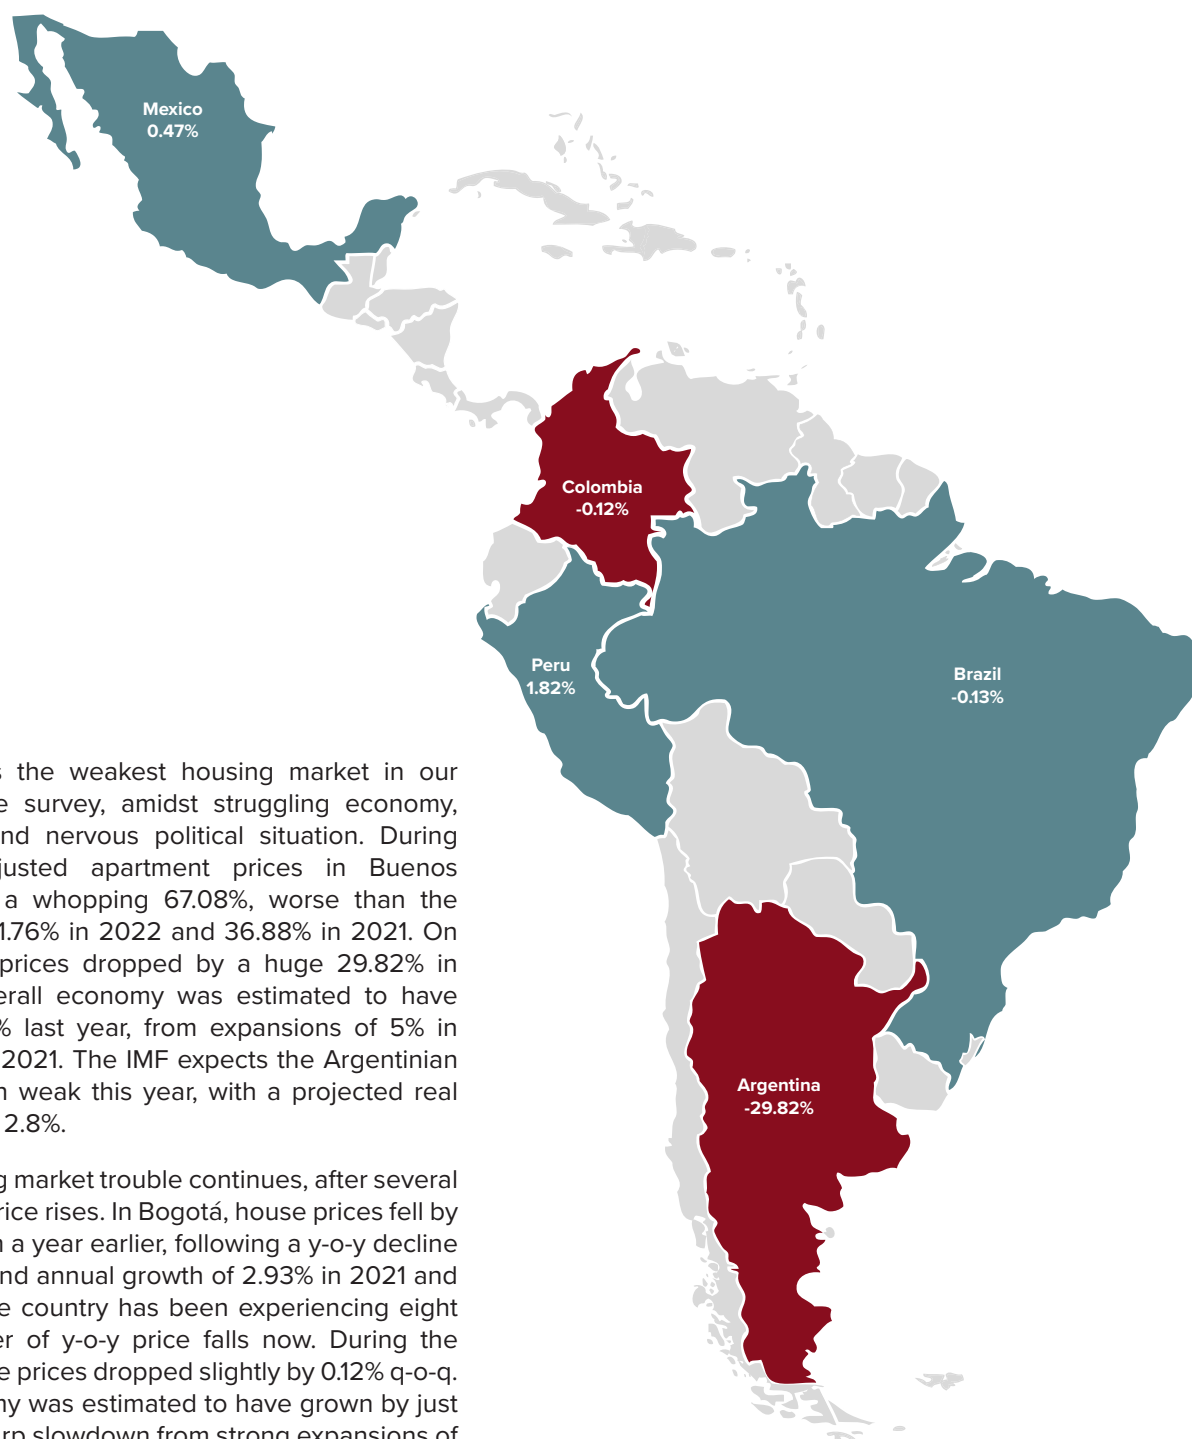 Mexico
0.47%
Colombia
-0.12%
Peru
1.82%
Brazil
-0.13%
Argentina
-29.82%
the weakest housing market in our
survey, amidst struggling economy,
nd nervous political situation. During
justed apartment prices in Buenos
a whopping 67.08%, worse than the
1.76% in 2022 and 36.88% in 2021. On
prices dropped by a huge 29.82% in
erall economy was estimated to have
% last year, from expansions of 5% in
2021. The IMF expects the Argentinian
weak this year, with a projected real
2.8%.
g market trouble continues, after several
rice rises. In Bogotá, house prices fell by
a year earlier, following a y-o-y decline
nd annual growth of 2.93% in 2021 and
e country has been experiencing eight
er of y-o-y price falls now. During the
e prices dropped slightly by 0.12% q-o-q.
my was estimated to have grown by just
rp slowdown from strong expansions of